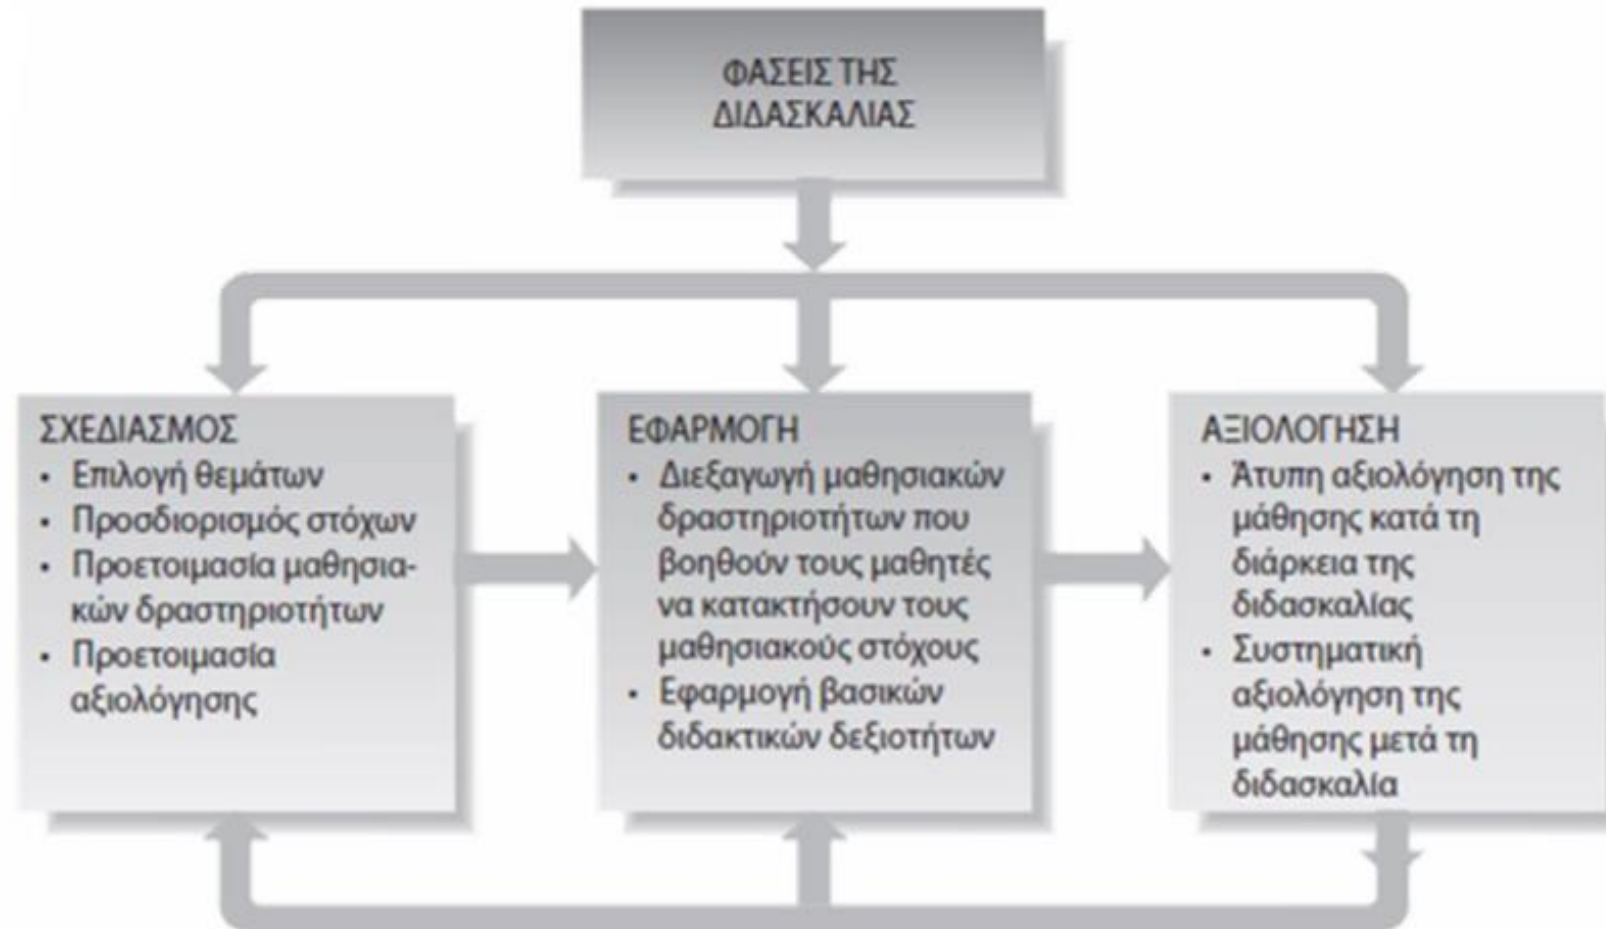 ΦΑΣΕΙΣ ΤΗΣ
ΔΙΔΑΣΚΑΛΙΑΣ
ΣΧΕΔΙΑΣΜΟΣ
• Επιλογή θεμάτων
• Προσδιορισμός στόχων
• Προετοιμασία μαθησια-
κών δραστηριοτήτων
• Προετοιμασία
αξιολόγησης
ΕΦΑΡΜΟΓΗ
• Διεξαγωγή μαθησιακών
δραστηριοτήτων που
βοηθούν τους μαθητές
να κατακτήσουν τους
μαθησιακούς στόχους
• Εφαρμογή βασικών
διδακτικών δεξιοτήτων
ΑΞΙΟΛΟΓΗΣΗ
• Άτυπη αξιολόγηση της
μάθησης κατά τη
διάρκεια της
διδασκαλίας
• Συστηματική
αξιολόγηση της
μάθησης μετά τη
διδασκαλία